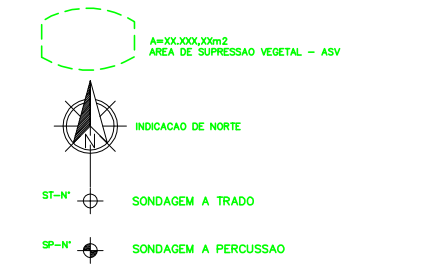 A=XX.XXX,XXm2
AREA DE SUPRESSAO VEGETAL - ASV
INDICACAO DE NORTE
N
ST-N° SONDAGEM A TRADO
SP-N° SONDAGEM A PERCUSSAO